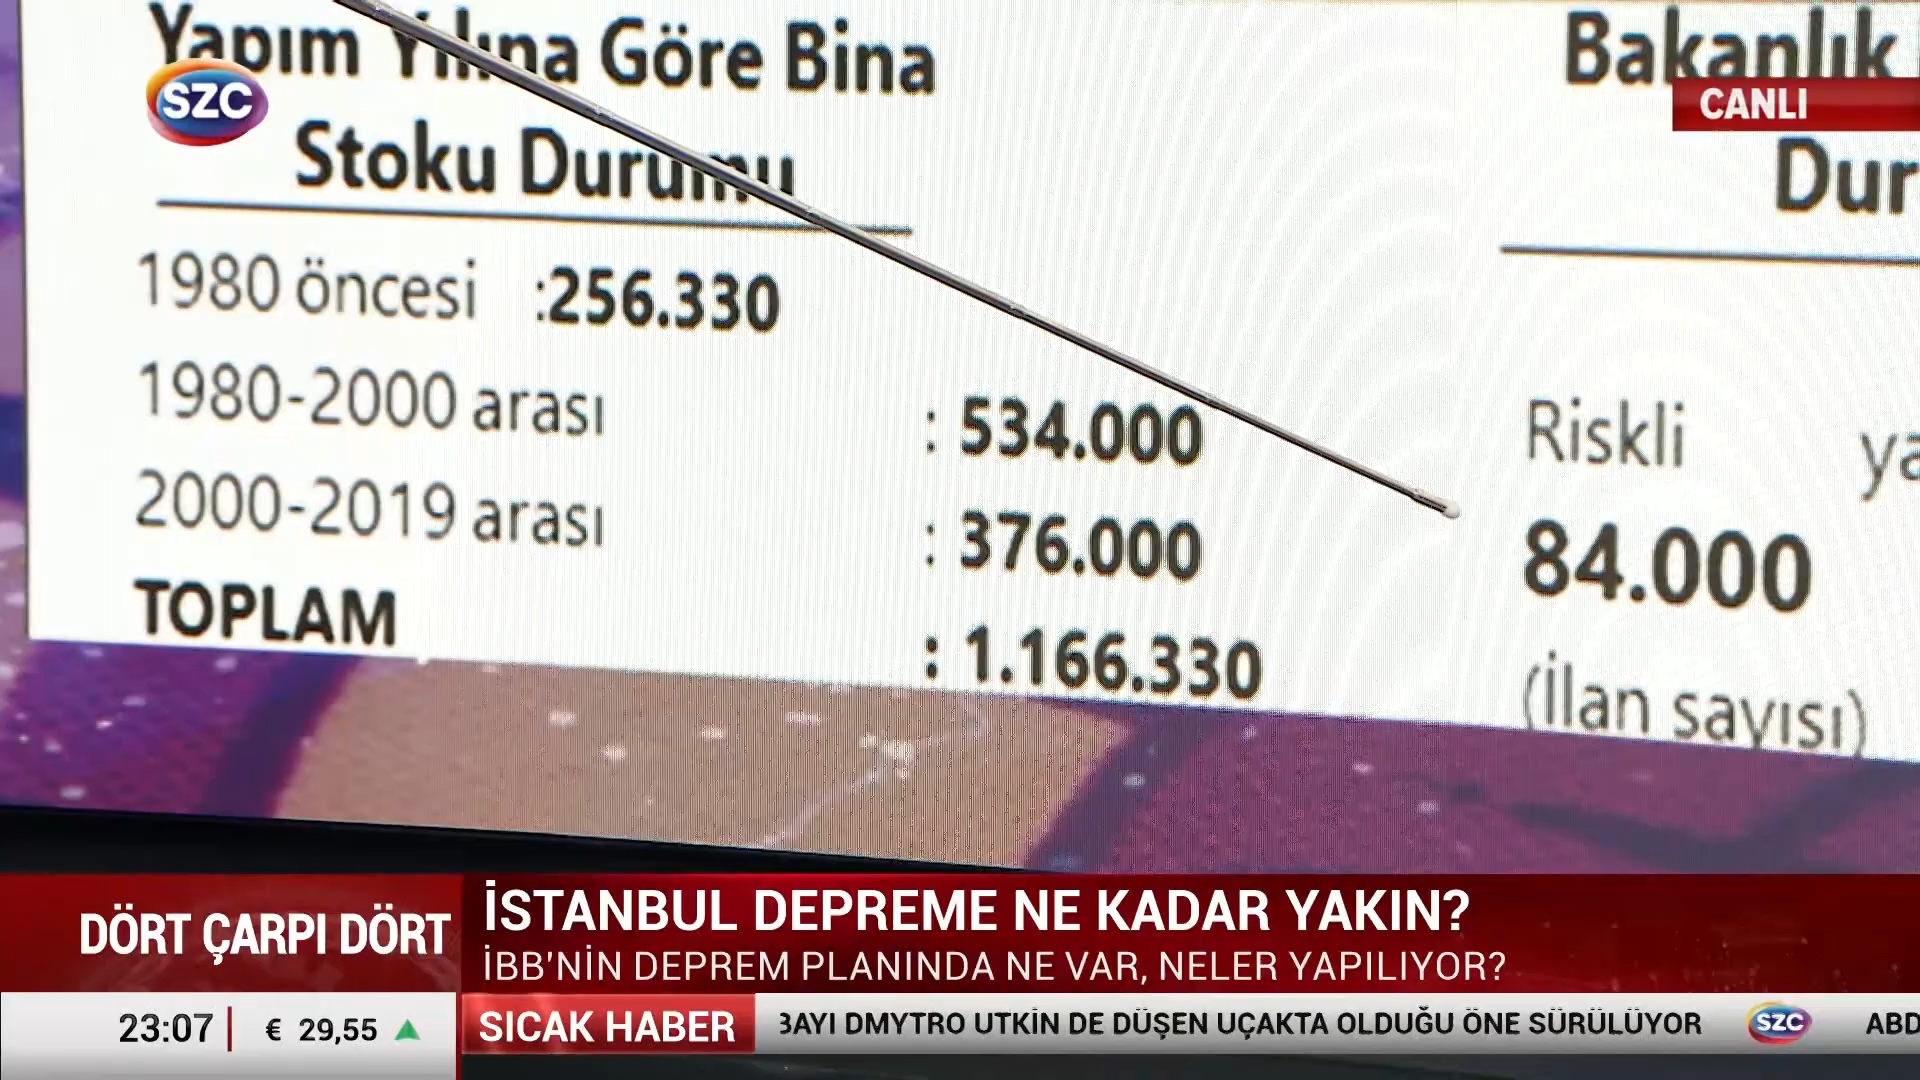 Yapım Yılına Göre Bina
Stoku Durumu
1980 öncesi :256.330
1980-2000 arası : 534.000
2000-2019 arası : 376.000
TOPLAM : 1.166.330
Bakanlık
Riskli
84.000
(İlan sayısı)
SZC
CANLI
DÖRT ÇARPI DÖRT
İSTANBUL DEPREME NE KADAR YAKIN?
İBB'NİN DEPREM PLANINDA NE VAR, NELER YAPILIYOR?
23:07 € 29,55
SICAK HABER
DMYTRO UTKİN DE DÜŞEN UÇAKTA OLDUĞU ÖNE SÜRÜLÜYOR SZC